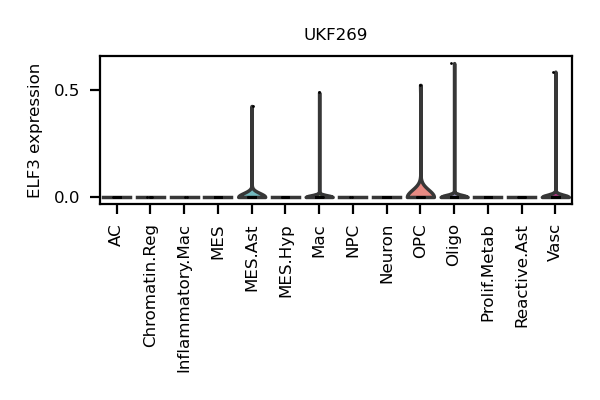 UKF269
ELF3 expression
0.5
0.0
AC
Chromatin.Reg
Inflammatory.Mac
MES
MES.Ast
MES.Hyp
Mac
NPC
Neuron
OPC
Oligo
Prolif.Metab
Reactive.Ast
Vasc